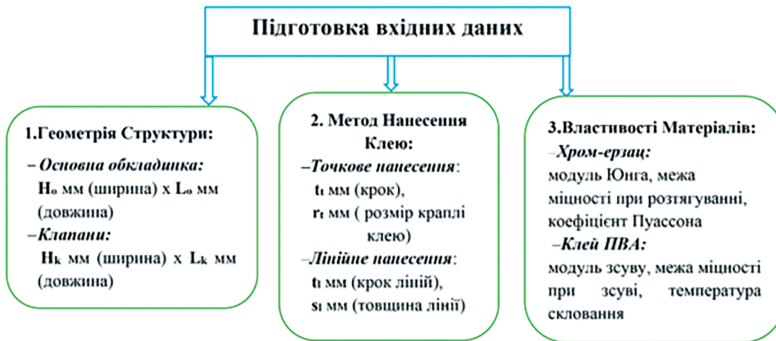 Підготовка вхідних даних
1.Геометрія Структури:
– Основна обкладинка:
Hₒ мм (ширина) x Lₒ мм
(довжина)
–Клапани:
Hₖ мм (ширина) x Lₖ мм
(довжина)
2. Метод Нанесення
Клею:
–Точкове нанесення:
tₜ мм (крок),
rₜ мм ( розмір краплі
клею)
–Лінійне нанесення:
tₗ мм (крок ліній),
sₗ мм (товщина лінії)
3.Властивості Матеріалів:
–Хром-ерзац:
модуль Юнга, межа
міцності при розтягуванні,
коефіцієнт Пуассона
–Клей ПВА:
модуль зсуву, межа міцності
при зсуві, температура
скловання